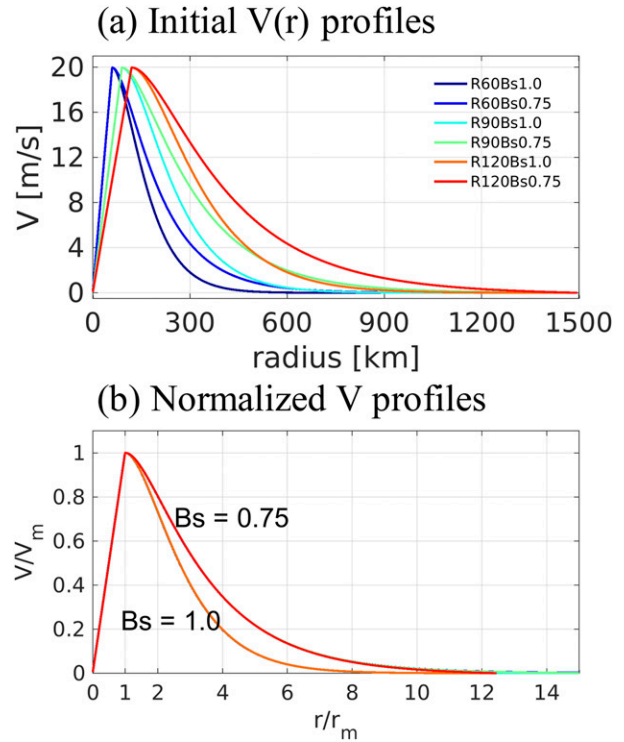 (a) Initial V(r) profiles
20
16
12
8
4
0
V [m/s]
R60Bs1.0
R60Bs0.75
R90Bs1.0
R90Bs0.75
R120Bs1.0
R120Bs0.75
0 300 600 900 1200 1500
radius [km]
(b) Normalized V profiles
1
0.8
0.6
0.4
0.2
0
V/Vm
Bs = 0.75
Bs = 1.0
0 1 2 4 6 8 10 12 14
r/rm